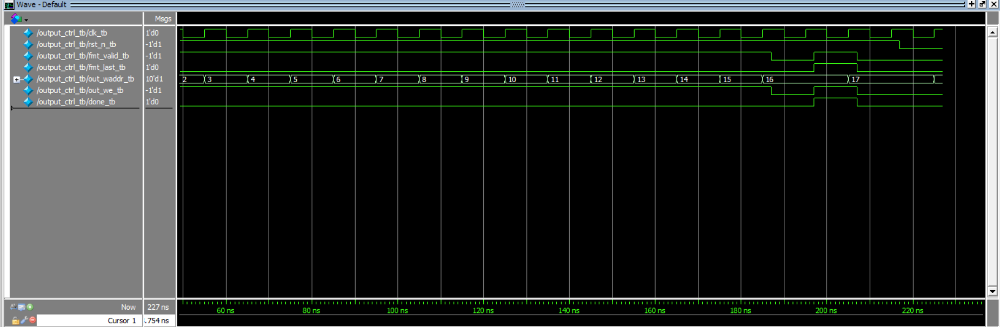 Wave - Default
Msgs
/output_ctrl_tb/clk_tb 1'd0
/output_ctrl_tb/rst_n_tb -1'd1
/output_ctrl_tb/fmt_valid_tb -1'd1
/output_ctrl_tb/fmt_last_tb 1'd0
/output_ctrl_tb/out_waddr_tb 10'd1 2 3 4 5 6 7 8 9 10 11 12 13 14 15 16 17
/output_ctrl_tb/out_we_tb -1'd1
/output_ctrl_tb/done_tb 1'd0
Now 227 ns 60 ns 80 ns 100 ns 120 ns 140 ns 160 ns 180 ns 200 ns 220 ns
Cursor 1 .754 ns